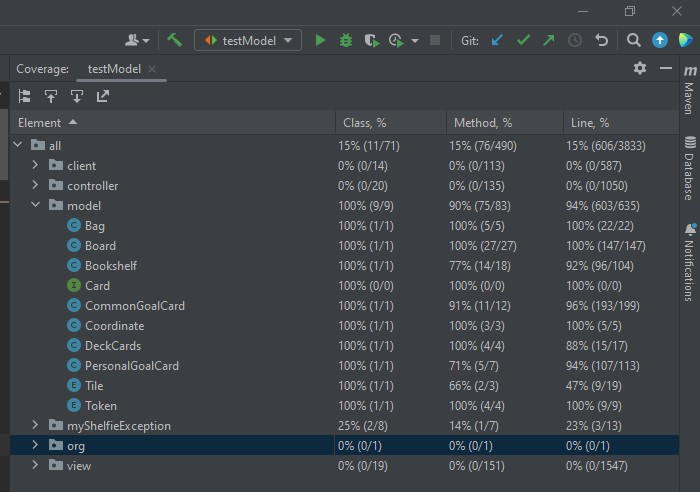 testModel
Git:
Coverage: testModel
Element Class, % Method, % Line, %
all 15% (11/71) 15% (76/490) 15% (606/3833)
client 0% (0/14) 0% (0/113) 0% (0/587)
controller 0% (0/20) 0% (0/135) 0% (0/1050)
model 100% (9/9) 90% (75/83) 94% (603/635)
C Bag 100% (1/1) 100% (5/5) 100% (22/22)
C Board 100% (1/1) 100% (27/27) 100% (147/147)
C Bookshelf 100% (1/1) 77% (14/18) 92% (96/104)
I Card 100% (0/0) 100% (0/0) 100% (0/0)
C CommonGoalCard 100% (1/1) 91% (11/12) 96% (193/199)
C Coordinate 100% (1/1) 100% (3/3) 100% (5/5)
C DeckCards 100% (1/1) 100% (4/4) 88% (15/17)
C PersonalGoalCard 100% (1/1) 71% (5/7) 94% (107/113)
E Tile 100% (1/1) 66% (2/3) 47% (9/19)
E Token 100% (1/1) 100% (4/4) 100% (9/9)
myShelfieException 25% (2/8) 14% (1/7) 23% (3/13)
org 0% (0/1) 0% (0/1) 0% (0/1)
view 0% (0/19) 0% (0/151) 0% (0/1547)
m Maven
Database
Notifications